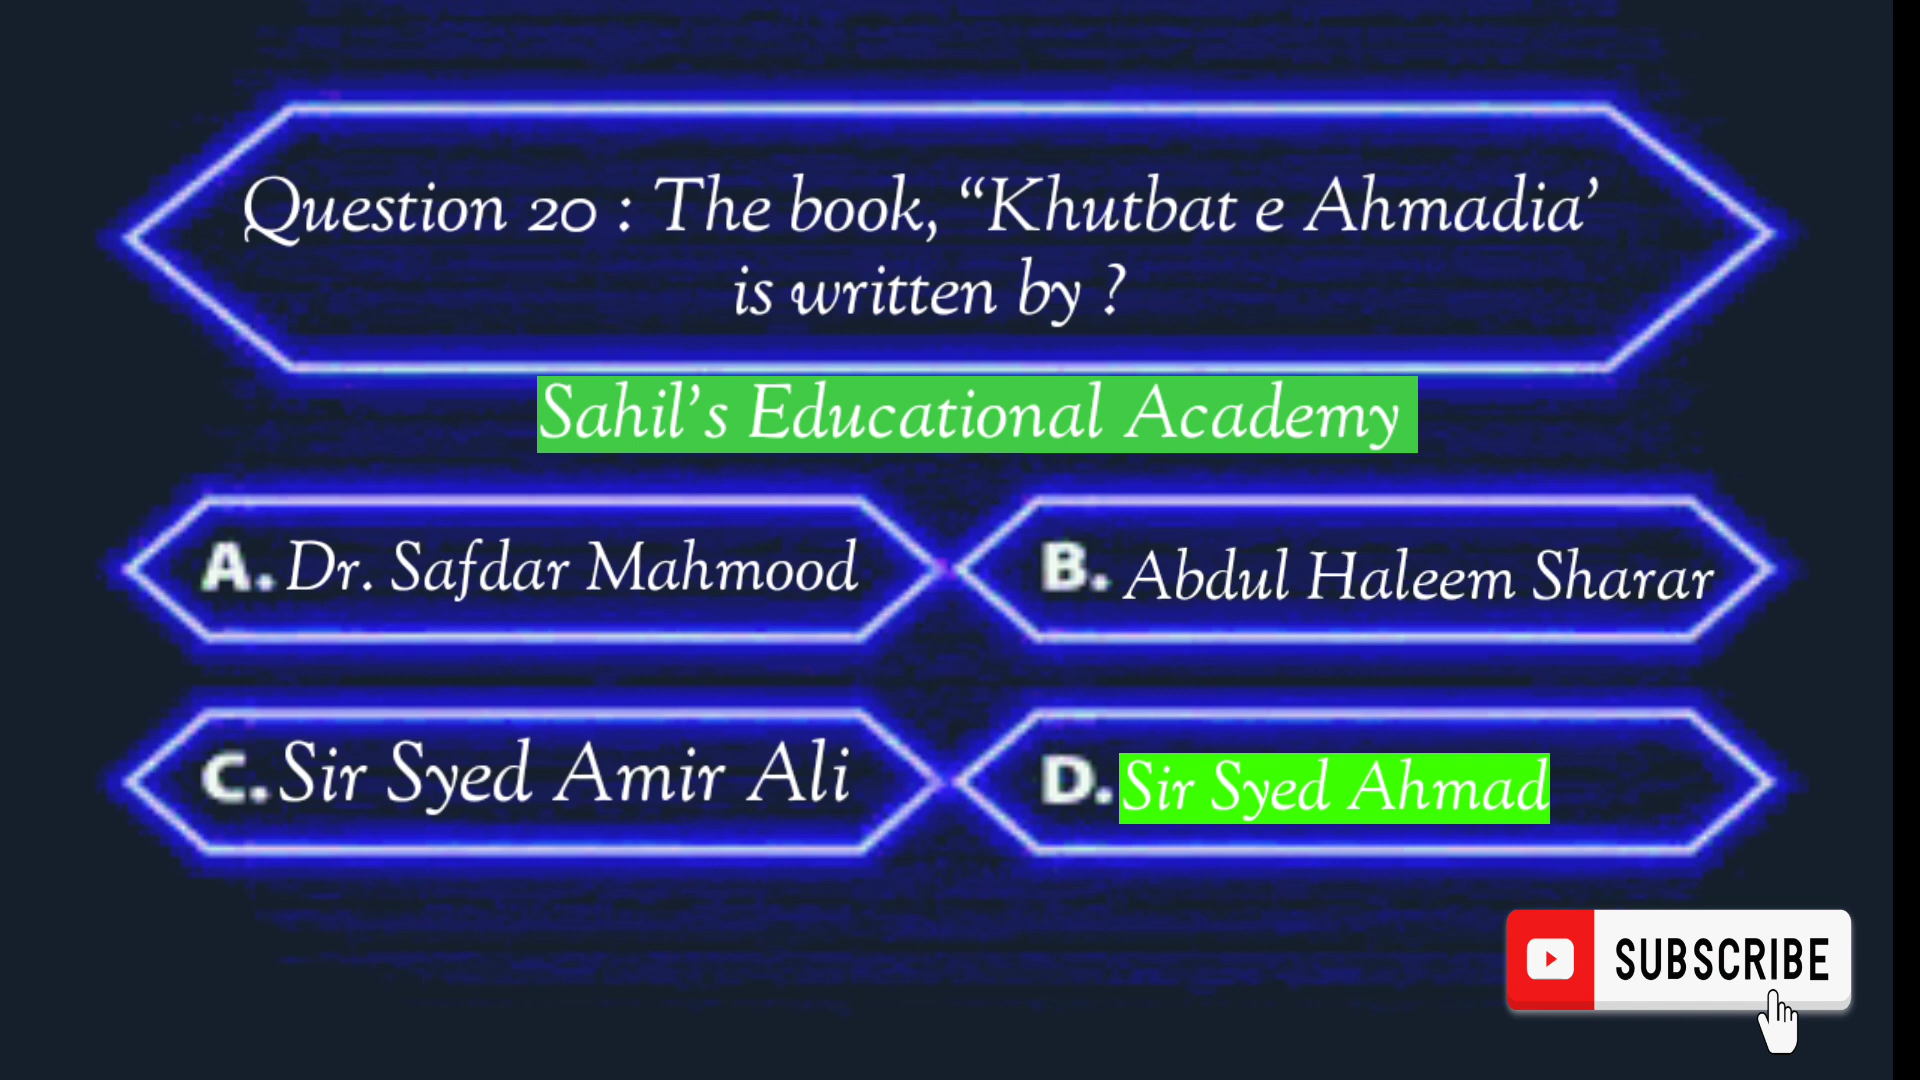 Question 20 : The book, “Khutbat e Ahmadia’
is written by ?
Sahil’s Educational Academy
A. Dr. Safdar Mahmood
B. Abdul Haleem Sharar
C. Sir Syed Amir Ali
D. Sir Syed Ahmad
SUBSCRIBE